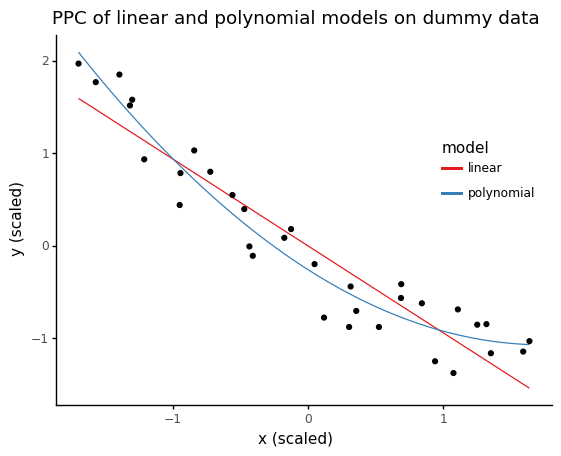 PPC of linear and polynomial models on dummy data
2
1
0
−1
y (scaled)
model
linear
polynomial
−1
0
1
x (scaled)